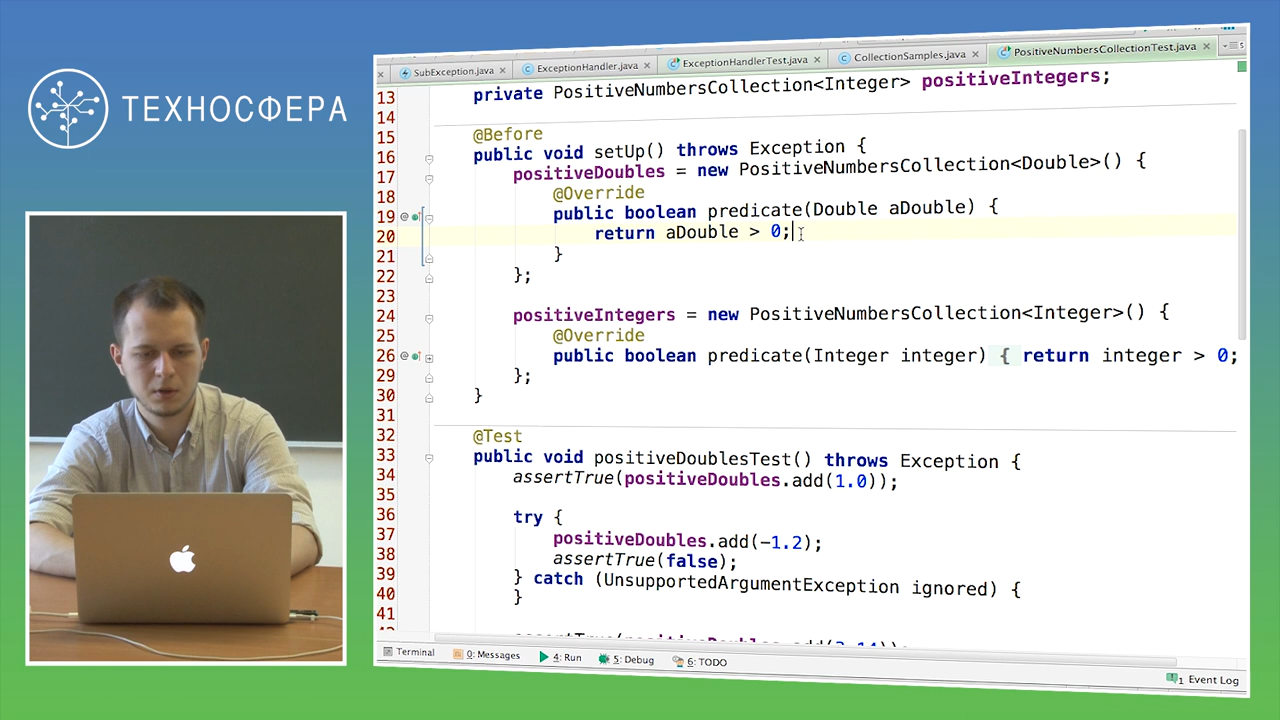 ТЕХНОСФЕРА
SubException.java
ExceptionHandler.java
ExceptionHandlerTest.java
CollectionSamples.java
PositiveNumbersCollectionTest.java
13 private PositiveNumbersCollection<Integer> positiveIntegers;
14
15 @Before
16 public void setUp() throws Exception {
17 positiveDoubles = new PositiveNumbersCollection<Double>() {
18 @Override
19 public boolean predicate(Double aDouble) {
20 return aDouble > 0;
21 }
22 };
23
24 positiveIntegers = new PositiveNumbersCollection<Integer>() {
25 @Override
26 public boolean predicate(Integer integer) { return integer > 0;
29 };
30 }
31
32 @Test
33 public void positiveDoublesTest() throws Exception {
34 assertTrue(positiveDoubles.add(1.0));
35
36 try {
37 positiveDoubles.add(-1.2);
38 assertTrue(false);
39 } catch (UnsupportedArgumentException ignored) {
40 }
41
assertTrue(positiveDoubles.add(3.14));
Terminal
0: Messages
4: Run
5: Debug
6: TODO
1 Event Log